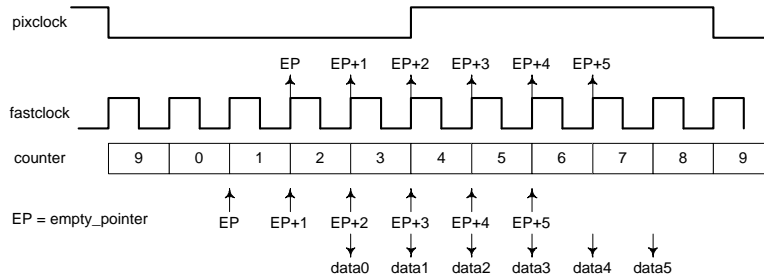 pixclock
EP EP+1 EP+2 EP+3 EP+4 EP+5
fastclock
counter 9 0 1 2 3 4 5 6 7 8 9
EP = empty_pointer EP EP+1 EP+2 EP+3 EP+4 EP+5
data0 data1 data2 data3 data4 data5